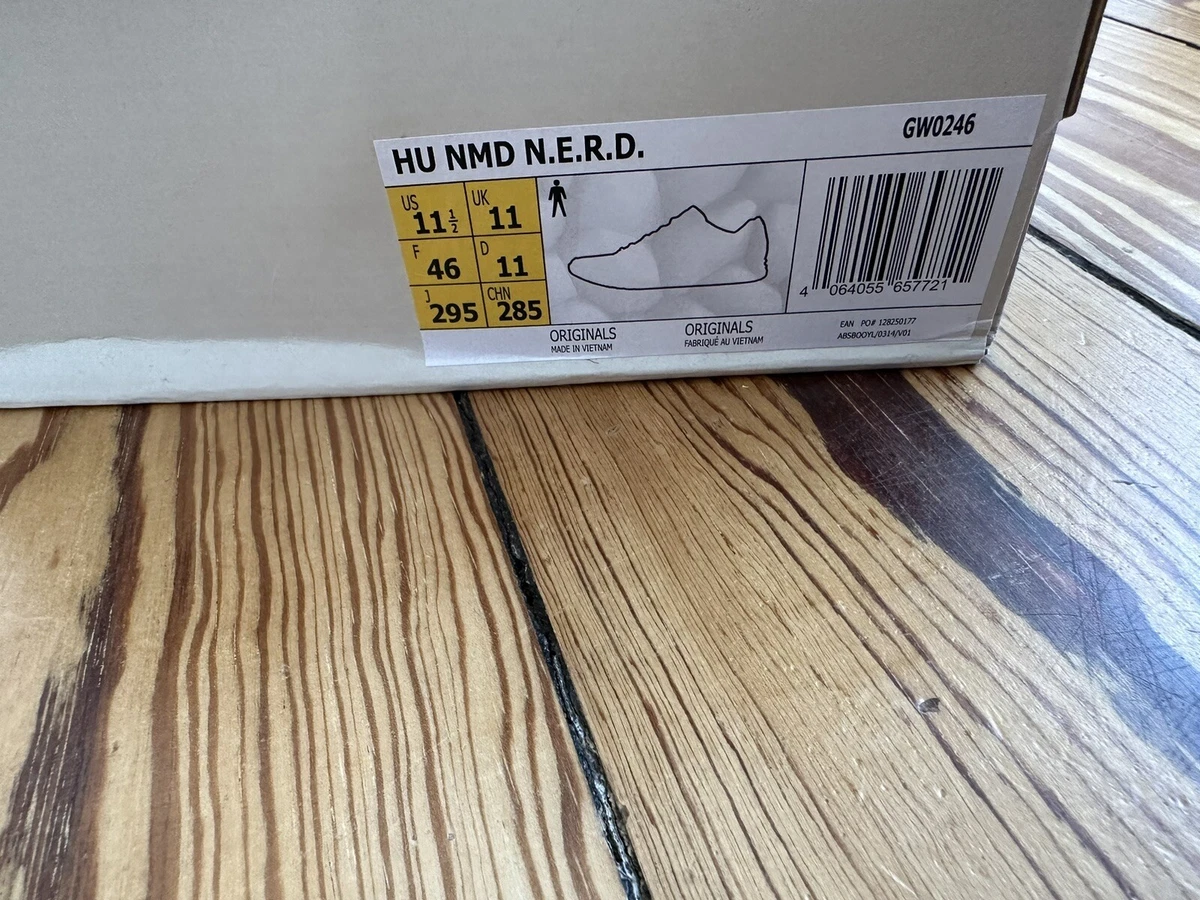 HU NMD N.E.R.D.
GW0246
US 11 1/2
UK 11
F 46
D 11
J 295
CHN 285
4 064055 657721
ORIGINALS
MADE IN VIETNAM
ORIGINALS
FABRIQUÉ AU VIETNAM
EAN PO# 128250177
ABSBOOYL/0314/V01